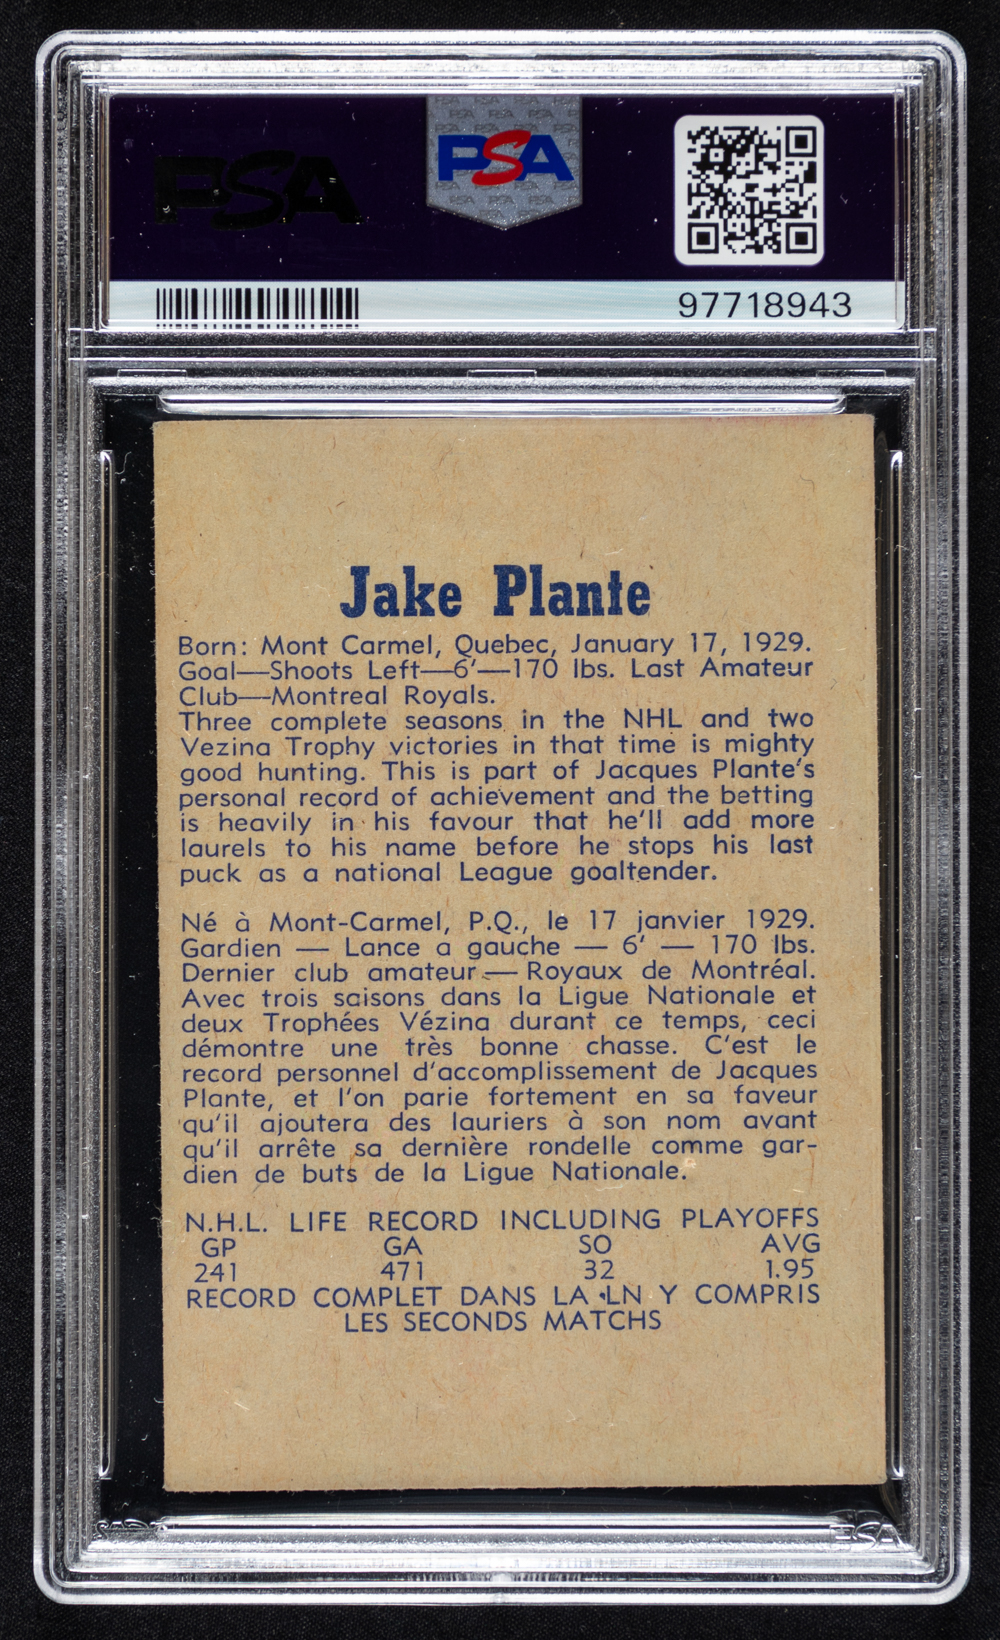 PSA
PSA
97718943
Jake Plante
Born: Mont Carmel, Quebec, January 17, 1929.
Goal—Shoots Left—6'—170 lbs. Last Amateur
Club—Montreal Royals.
Three complete seasons in the NHL and two
Vezina Trophy victories in that time is mighty
good hunting. This is part of Jacques Plante's
personal record of achievement and the betting
is heavily in his favour that he'll add more
laurels to his name before he stops his last
puck as a national League goaltender.
Né à Mont-Carmel, P.Q., le 17 janvier 1929.
Gardien — Lance a gauche — 6' — 170 lbs.
Dernier club amateur — Royaux de Montréal.
Avec trois saisons dans la Ligue Nationale et
deux Trophées Vézina durant ce temps, ceci
démontre une très bonne chasse. C'est le
record personnel d'accomplissement de Jacques
Plante, et l'on parie fortement en sa faveur
qu'il ajoutera des lauriers à son nom avant
qu'il arrête sa dernière rondelle comme gar-
dien de buts de la Ligue Nationale.
N.H.L. LIFE RECORD INCLUDING PLAYOFFS
GP GA SO AVG
241 471 32 1.95
RECORD COMPLET DANS LA LN Y COMPRIS
LES SECONDS MATCHS
PSA